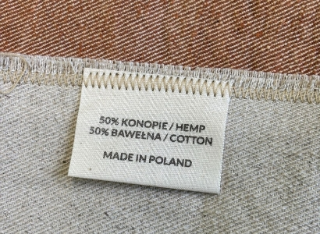 50% KONOPIE / HEMP
50% BAWEŁNA / COTTON
MADE IN POLAND